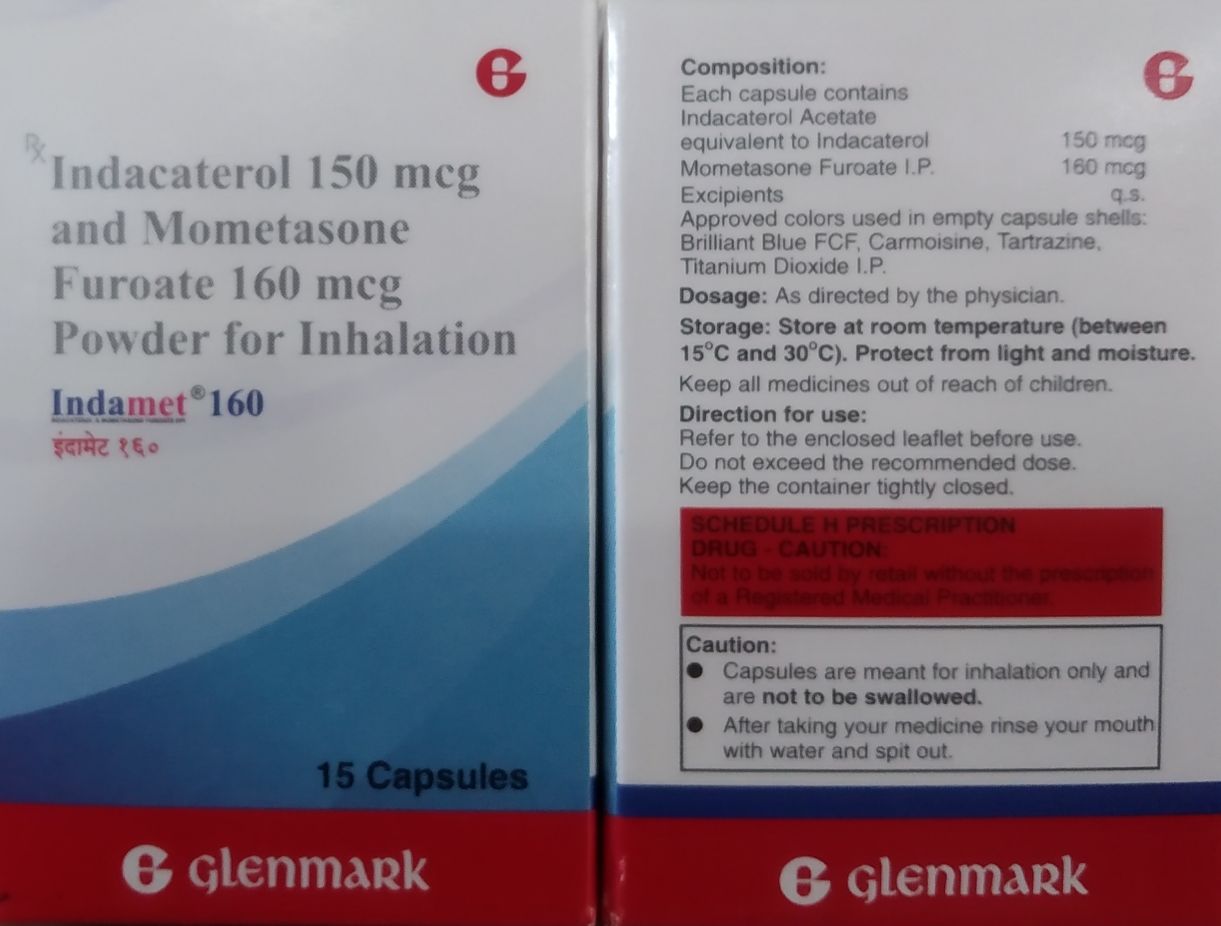 Rx
Indacaterol 150 mcg
and Mometasone
Furoate 160 mcg
Powder for Inhalation
Indamet®160
इंदामेट १६०
15 Capsules
Glenmark
Composition:
Each capsule contains
Indacaterol Acetate
equivalent to Indacaterol 150 mcg
Mometasone Furoate I.P. 160 mcg
Excipients q.s.
Approved colors used in empty capsule shells:
Brilliant Blue FCF, Carmoisine, Tartrazine,
Titanium Dioxide I.P.
Dosage: As directed by the physician.
Storage: Store at room temperature (between
15°C and 30°C). Protect from light and moisture.
Keep all medicines out of reach of children.
Direction for use:
Refer to the enclosed leaflet before use.
Do not exceed the recommended dose.
Keep the container tightly closed.
SCHEDULE H PRESCRIPTION
DRUG - CAUTION:
Not to be sold by retail without the prescription
of a Registered Medical Practitioner.
Caution:
● Capsules are meant for inhalation only and
are not to be swallowed.
● After taking your medicine rinse your mouth
with water and spit out.
Glenmark